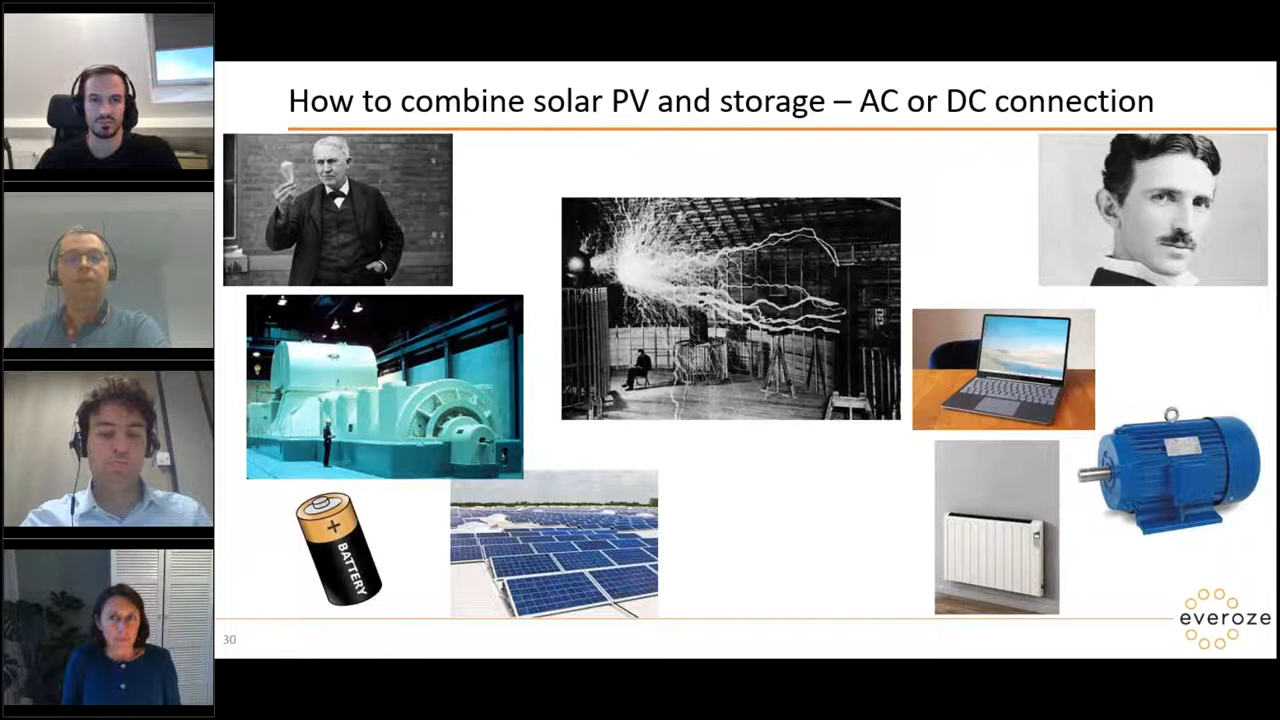 How to combine solar PV and storage – AC or DC connection
+
BATTERY
everoze
30